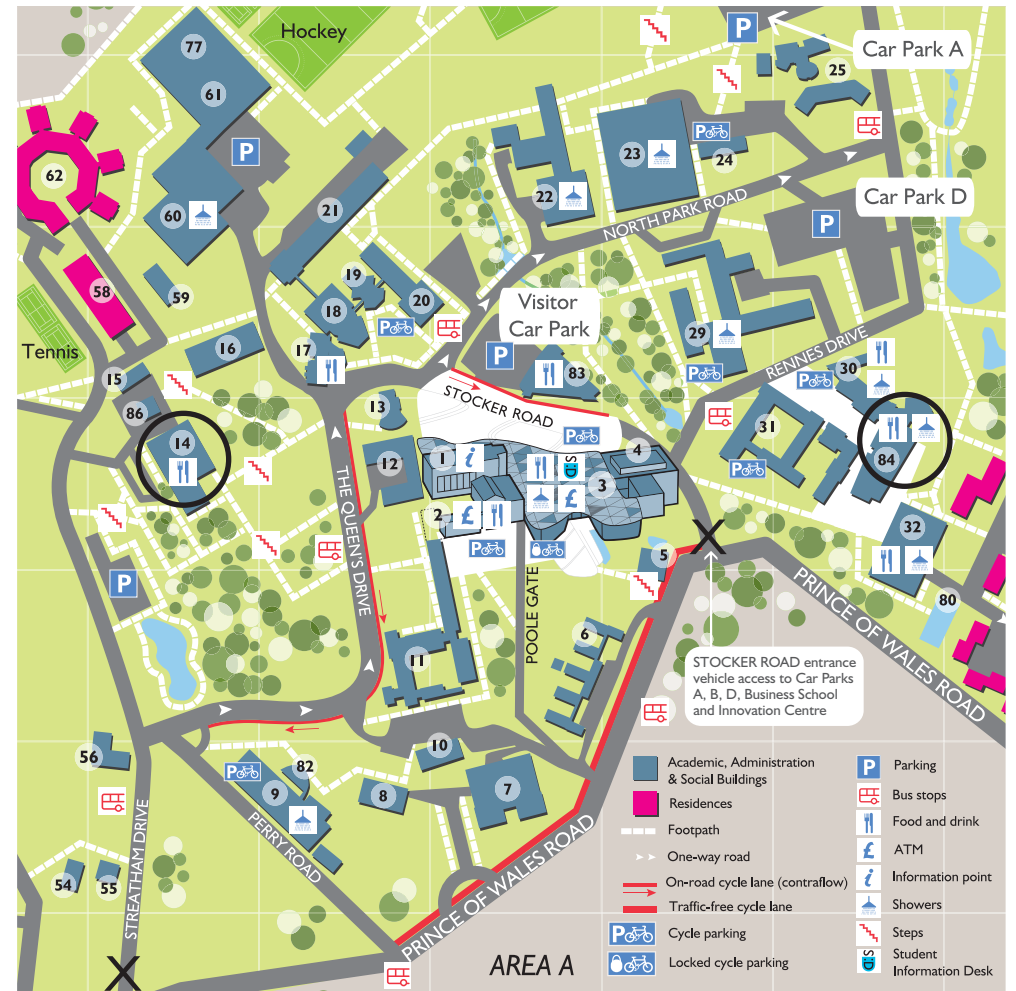 Hockey
P
Car Park A
77
25
61
P
23
24
62
22
Car Park D
60
21
NORTH PARK ROAD
P
19
58
59
20
18
P
Visitor
Car Park
29
Tennis
16
17
P
RENNES DRIVE
30
15
83
P
P
STOCKER ROAD
86
13
31
14
P
12
1
i
4
SiD
84
P
3
THE QUEEN'S DRIVE
£
2
£
32
P
5
P
POOLE GATE
PRINCE OF WALES ROAD
80
6
11
STOCKER ROAD entrance
vehicle access to Car Parks
A, B, D, Business School
and Innovation Centre
56
10
82
P
9
8
7
PERRY ROAD
STREATHAM DRIVE
54
55
PRINCE OF WALES ROAD
AREA A
Academic, Administration
& Social Buildings
Residences
Footpath
One-way road
On-road cycle lane (contraflow)
Traffic-free cycle lane
P
Cycle parking
Locked cycle parking
P
Parking
Bus stops
Food and drink
£
ATM
i
Information point
Showers
Steps
SiD
Student
Information Desk